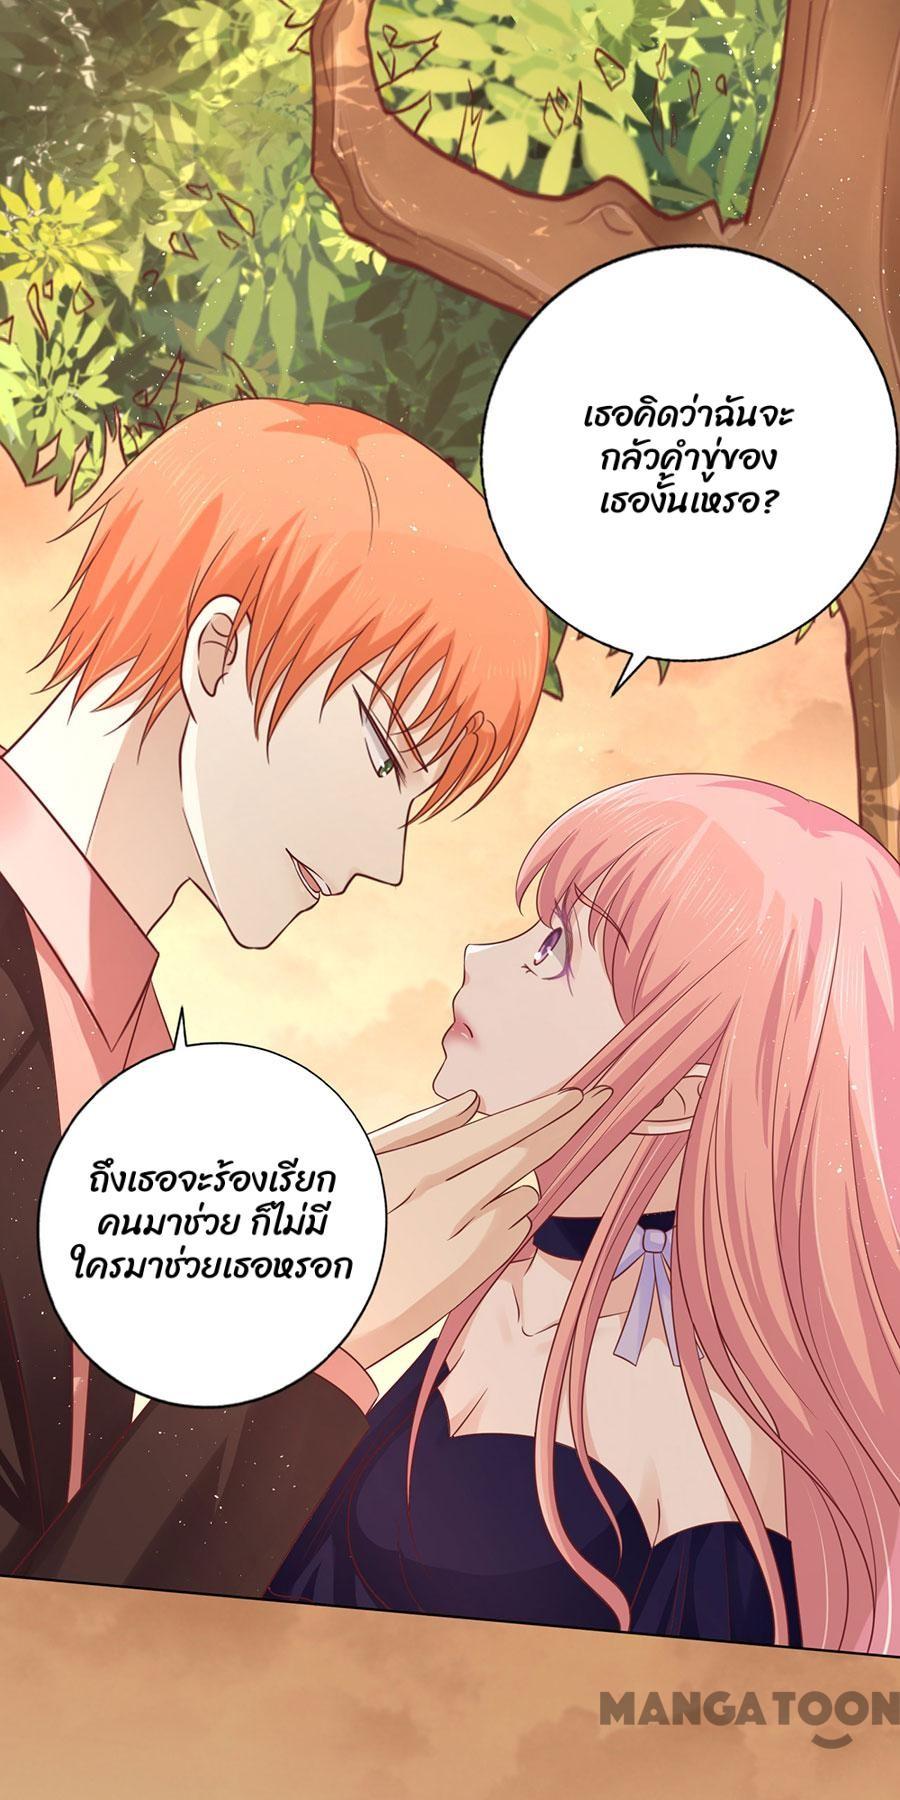 เธอคิดว่าฉันจะ
กลัวคำขู่ของ
เธองั้นเหรอ?
ถึงเธอจะร้องเรียก
คนมาช่วย ก็ไม่มี
ใครมาช่วยเธอหรอก
MANGATOON